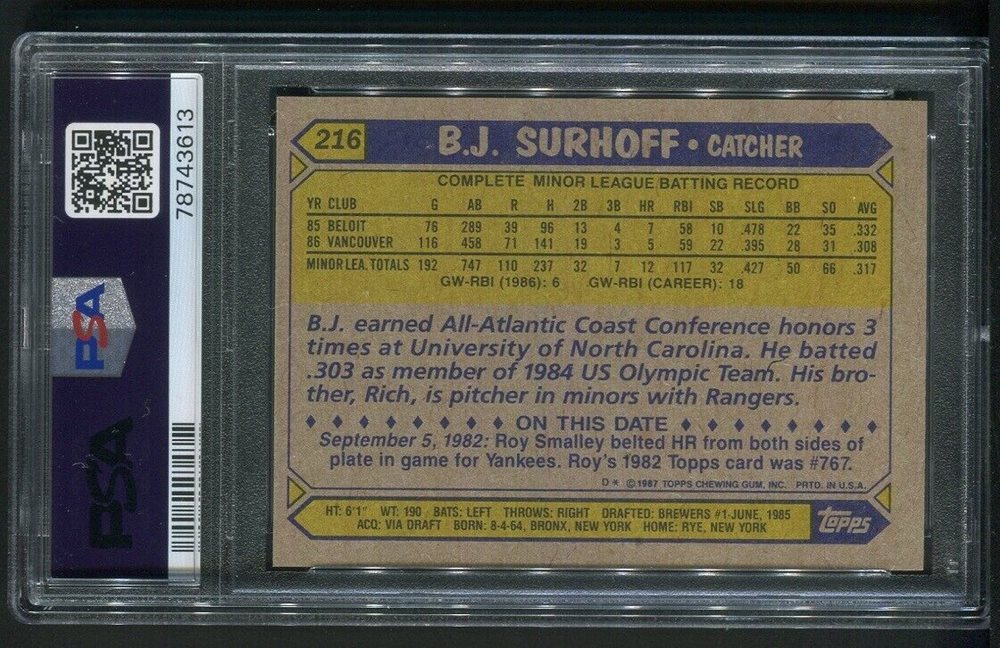 78743613
PSA
PSA
216 B.J. SURHOFF • CATCHER
COMPLETE MINOR LEAGUE BATTING RECORD
YR CLUB G AB R H 2B 3B HR RBI SB SLG BB SO AVG
85 BELOIT 76 289 39 96 13 4 7 58 10 .478 22 35 .332
86 VANCOUVER 116 458 71 141 19 3 5 59 22 .395 28 31 .308
MINOR LEA. TOTALS 192 747 110 237 32 7 12 117 32 .427 50 66 .317
GW-RBI (1986): 6 GW-RBI (CAREER): 18
B.J. earned All-Atlantic Coast Conference honors 3
times at University of North Carolina. He batted
.303 as member of 1984 US Olympic Team. His bro-
ther, Rich, is pitcher in minors with Rangers.
♦ ♦ ♦ ♦ ♦ ♦ ♦ ♦ ON THIS DATE ♦ ♦ ♦ ♦ ♦ ♦ ♦ ♦
September 5, 1982: Roy Smalley belted HR from both sides of
plate in game for Yankees. Roy's 1982 Topps card was #767.
D* ©1987 TOPPS CHEWING GUM, INC. PRTD. IN U.S.A.
HT: 6'1" WT: 190 BATS: LEFT THROWS: RIGHT DRAFTED: BREWERS #1-JUNE, 1985
ACQ: VIA DRAFT BORN: 8-4-64, BRONX, NEW YORK HOME: RYE, NEW YORK
Topps